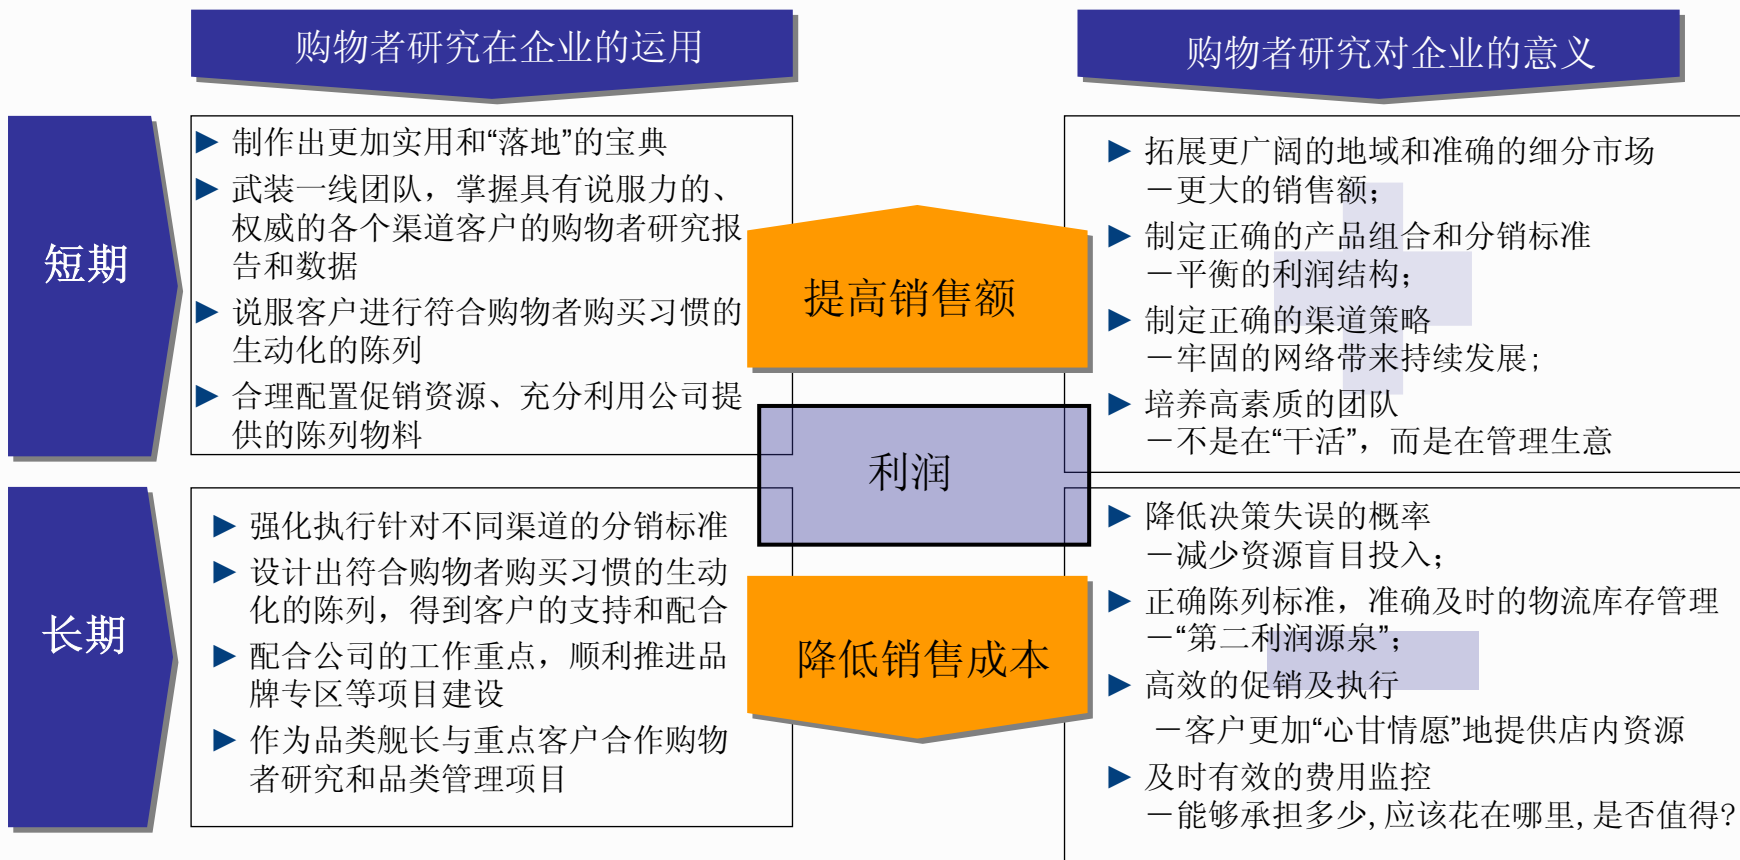 购物者研究在企业的运用
购物者研究对企业的意义
短期
制作出更加实用和“落地”的宝典
武装一线团队，掌握具有说服力的、
权威的各个渠道客户的购物者研究报
告和数据
说服客户进行符合购物者购买习惯的
生动化的陈列
合理配置促销资源、充分利用公司提
供的陈列物料
提高销售额
拓展更广阔的地域和准确的细分市场
－更大的销售额；
制定正确的产品组合和分销标准
－平衡的利润结构；
制定正确的渠道策略
－牢固的网络带来持续发展;
培养高素质的团队
－不是在“干活”，而是在管理生意
利润
长期
强化执行针对不同渠道的分销标准
设计出符合购物者购买习惯的生动
化的陈列，得到客户的支持和配合
配合公司的工作重点，顺利推进品
牌专区等项目建设
作为品类舰长与重点客户合作购物
者研究和品类管理项目
降低销售成本
降低决策失误的概率
－减少资源盲目投入；
正确陈列标准，准确及时的物流库存管理
－“第二利润源泉”；
高效的促销及执行
－客户更加“心甘情愿”地提供店内资源
及时有效的费用监控
－能够承担多少,应该花在哪里,是否值得?